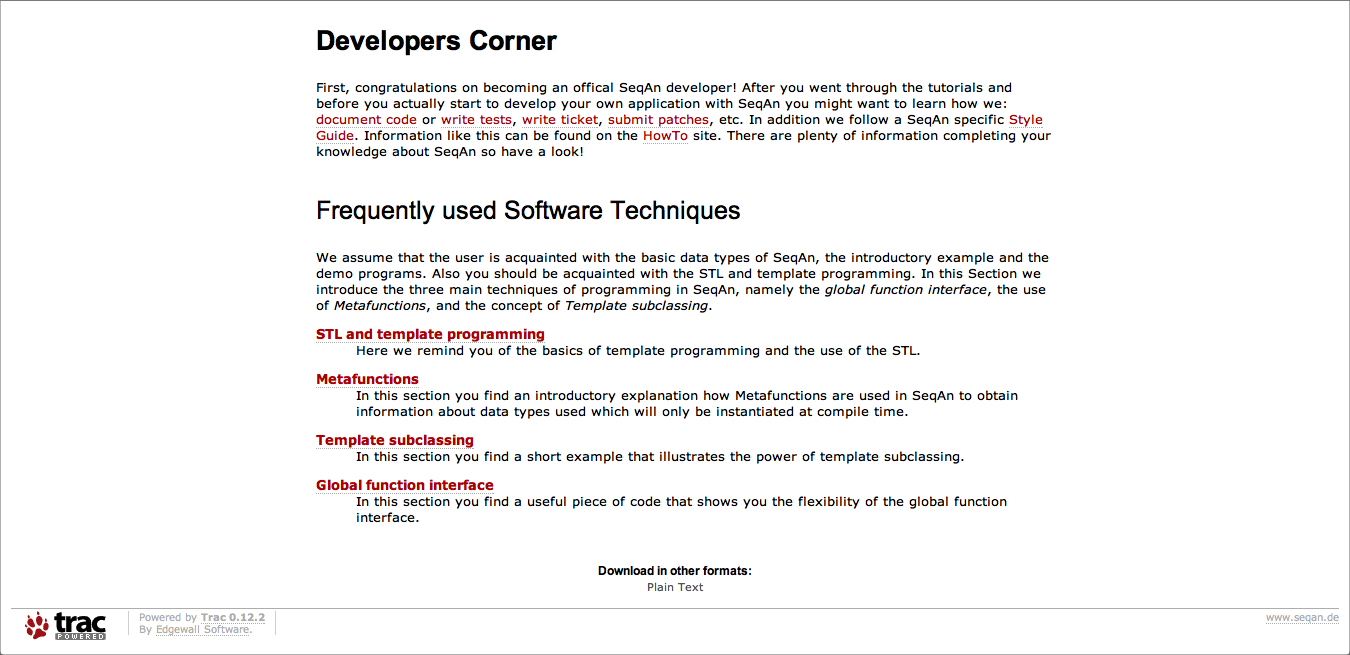 Developers Corner
First, congratulations on becoming an offical SeqAn developer! After you went through the tutorials and
before you actually start to develop your own application with SeqAn you might want to learn how we:
document code or write tests, write ticket, submit patches, etc. In addition we follow a SeqAn specific Style
Guide. Information like this can be found on the HowTo site. There are plenty of information completing your
knowledge about SeqAn so have a look!
Frequently used Software Techniques
We assume that the user is acquainted with the basic data types of SeqAn, the introductory example and the
demo programs. Also you should be acquainted with the STL and template programming. In this Section we
introduce the three main techniques of programming in SeqAn, namely the global function interface, the use
of Metafunctions, and the concept of Template subclassing.
STL and template programming
Here we remind you of the basics of template programming and the use of the STL.
Metafunctions
In this section you find an introductory explanation how Metafunctions are used in SeqAn to obtain
information about data types used which will only be instantiated at compile time.
Template subclassing
In this section you find a short example that illustrates the power of template subclassing.
Global function interface
In this section you find a useful piece of code that shows you the flexibility of the global function
interface.
Download in other formats:
Plain Text
trac
POWERED
Powered by Trac 0.12.2
By Edgewall Software.
www.seqan.de